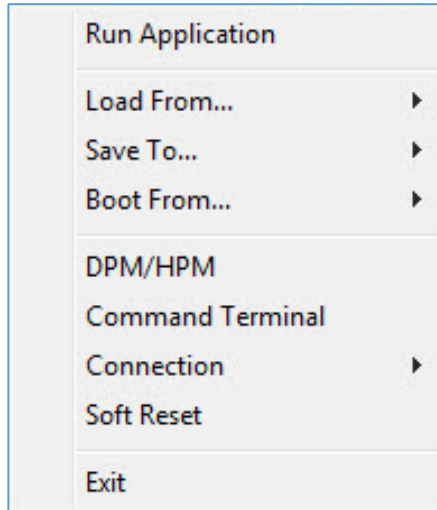 Run Application
Load From...
Save To...
Boot From...
DPM/HPM
Command Terminal
Connection
Soft Reset
Exit